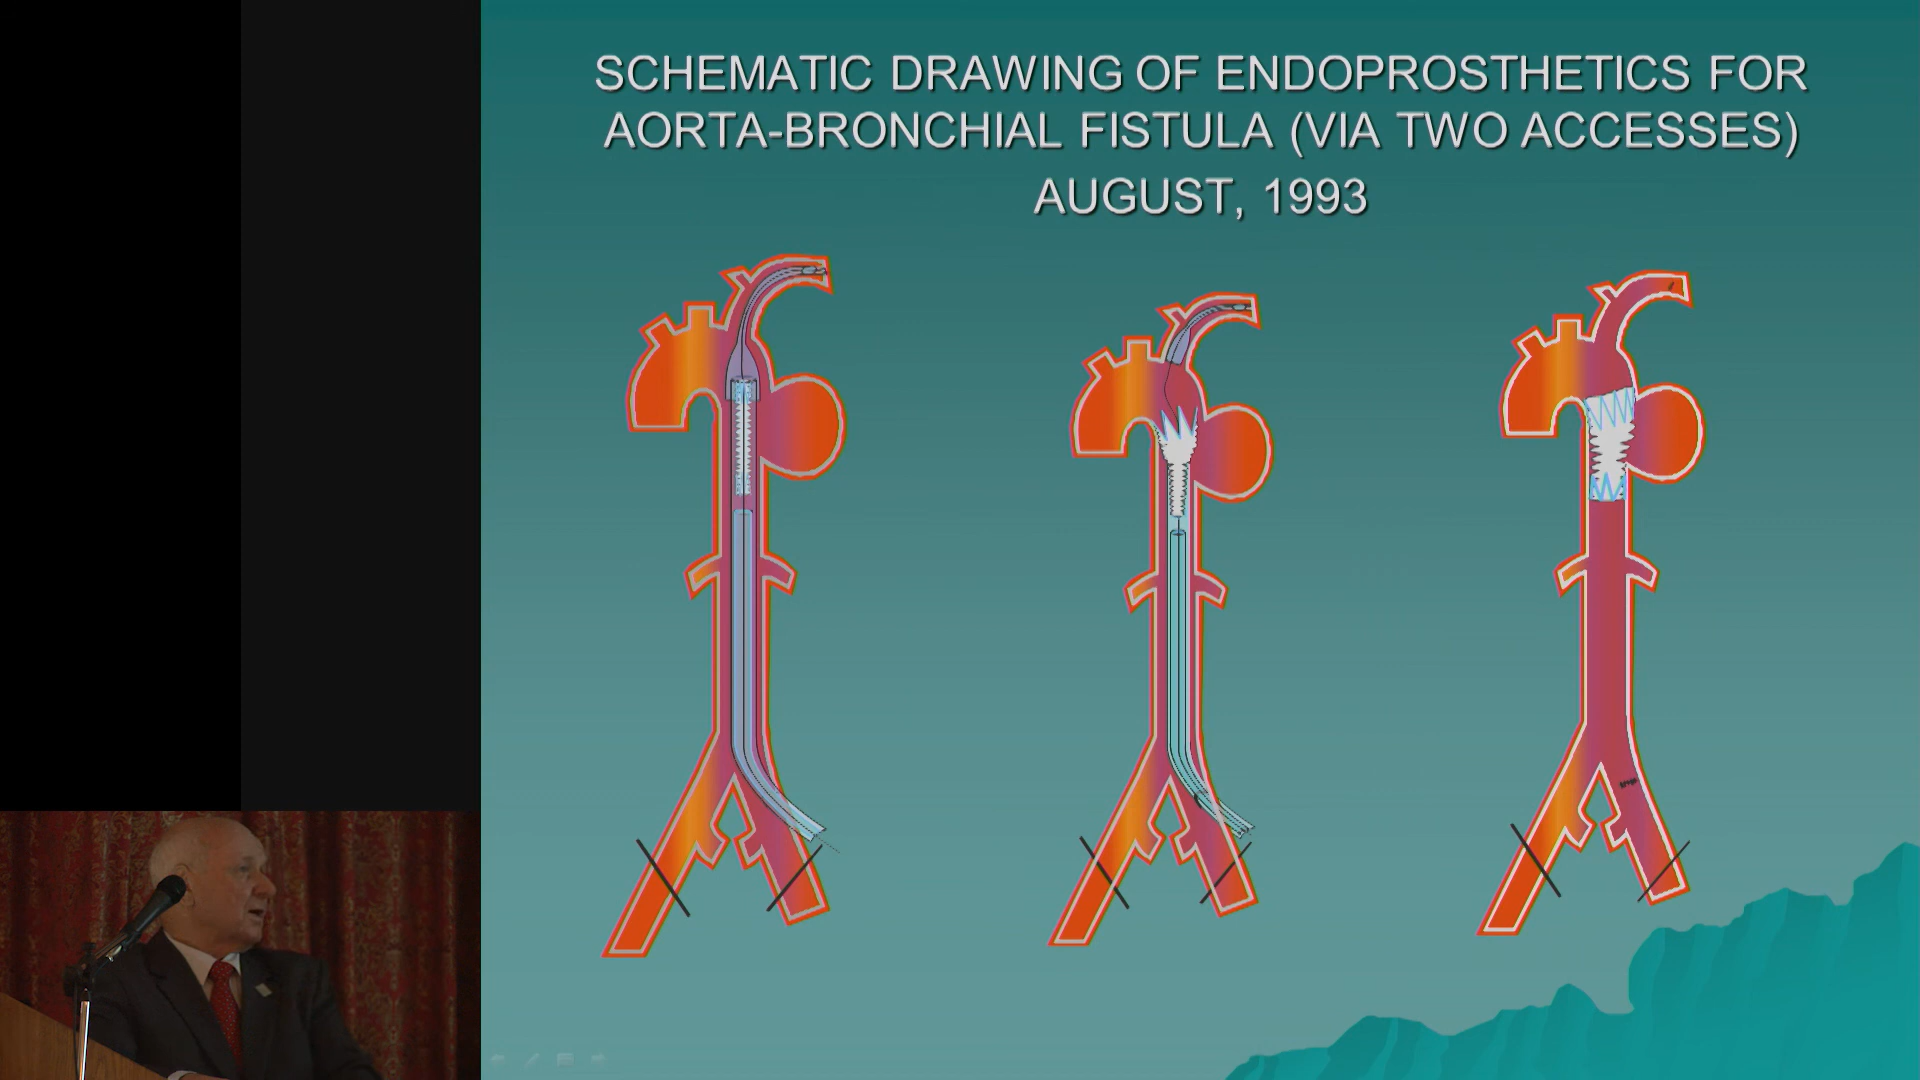 SCHEMATIC DRAWING OF ENDOPROSTHETICS FOR
AORTA-BRONCHIAL FISTULA (VIA TWO ACCESSES)
AUGUST, 1993